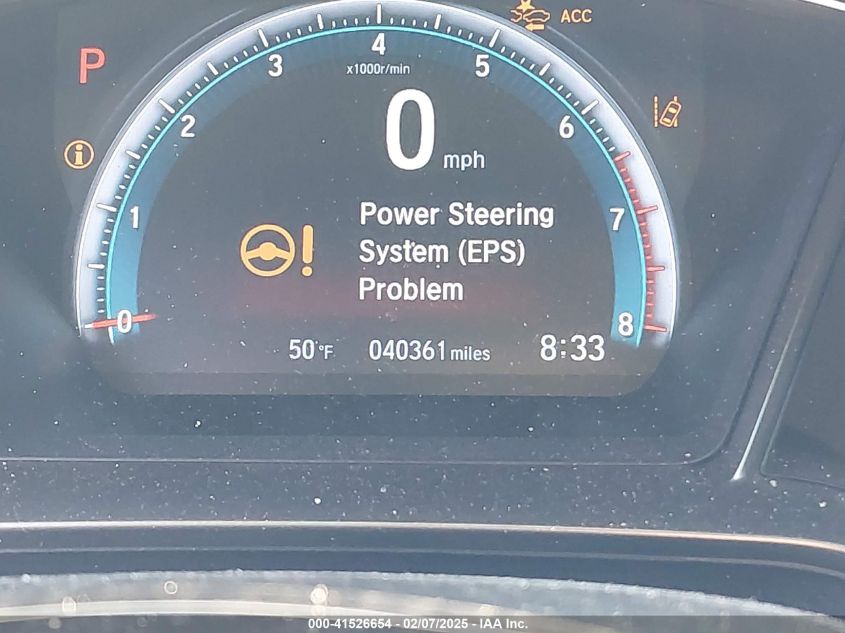 ACC
P
4
3
5
x1000r/min
2
6
0
mph
i
1
7
Power Steering
System (EPS)
Problem
!
0
8
50°F 040361 miles 8:33
000-41526654 - 02/07/2025 - IAA Inc.